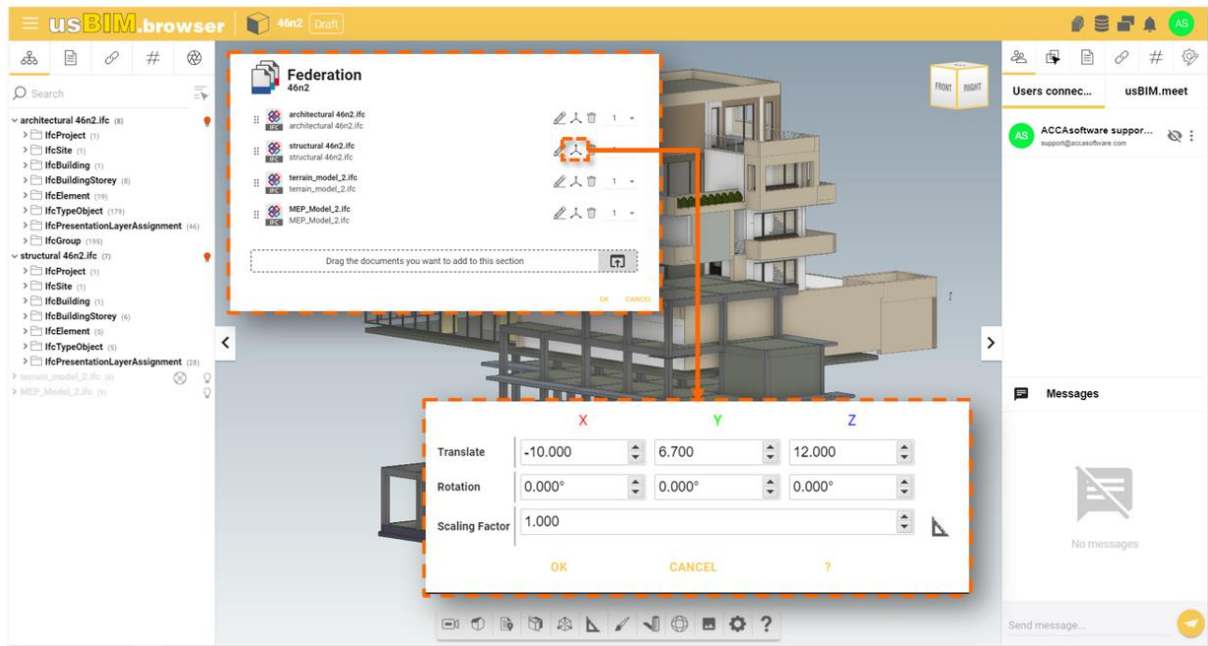 usBIM.browser
46n2 Draft
AS
Search
architectural 46n2.ifc (8)
IfcProject (1)
IfcSite (1)
IfcBuilding (1)
IfcBuildingStorey (8)
IfcElement (19)
IfcTypeObject (179)
IfcPresentationLayerAssignment (46)
IfcGroup (195)
structural 46n2.ifc (7)
IfcProject (1)
IfcSite (1)
IfcBuilding (1)
IfcBuildingStorey (6)
IfcElement (5)
IfcTypeObject (5)
IfcPresentationLayerAssignment (28)
terrain_model_2.ifc
MEP_Model_2.ifc
Federation
46n2
IFC
architectural 46n2.ifc
architectural 46n2.ifc
1
IFC
structural 46n2.ifc
structural 46n2.ifc
IFC
terrain_model_2.ifc
terrain_model_2.ifc
1
IFC
MEP_Model_2.ifc
MEP_Model_2.ifc
1
Drag the documents you want to add to this section
OK CANCEL
FRONT RIGHT
X Y Z
Translate -10.000 6.700 12.000
Rotation 0.000° 0.000° 0.000°
Scaling Factor 1.000
OK CANCEL ?
Users connec... usBIM.meet
AS
ACCAsoftware suppor...
support@accasoftware.com
Messages
No messages
Send message...